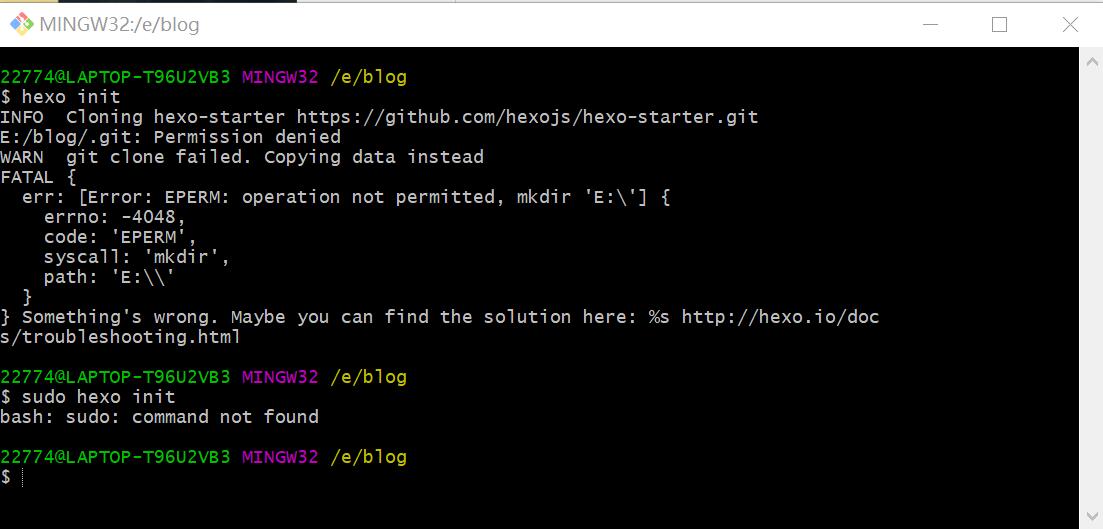 MINGW32:/e/blog
22774@LAPTOP-T96U2VB3 MINGW32 /e/blog
$ hexo init
INFO  Cloning hexo-starter https://github.com/hexojs/hexo-starter.git
E:/blog/.git: Permission denied
WARN  git clone failed. Copying data instead
FATAL {
  err: [Error: EPERM: operation not permitted, mkdir 'E:\'] {
    errno: -4048,
    code: 'EPERM',
    syscall: 'mkdir',
    path: 'E:\\'
  }
} Something's wrong. Maybe you can find the solution here: %s http://hexo.io/doc
s/troubleshooting.html
22774@LAPTOP-T96U2VB3 MINGW32 /e/blog
$ sudo hexo init
bash: sudo: command not found
22774@LAPTOP-T96U2VB3 MINGW32 /e/blog
$